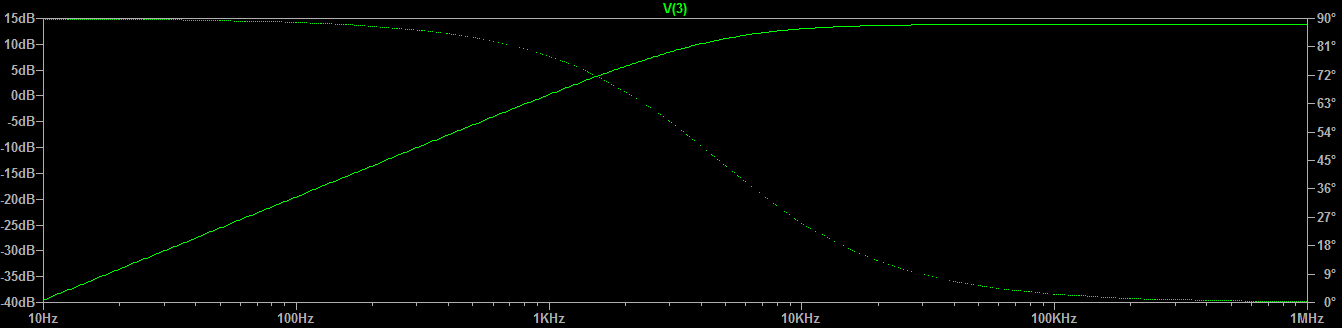 V(3)
15dB 90°
10dB 81°
5dB 72°
0dB 63°
-5dB 54°
-10dB 45°
-15dB 36°
-20dB 27°
-25dB 18°
-30dB 9°
-35dB 0°
-40dB
10Hz 100Hz 1KHz 10KHz 100KHz 1MHz